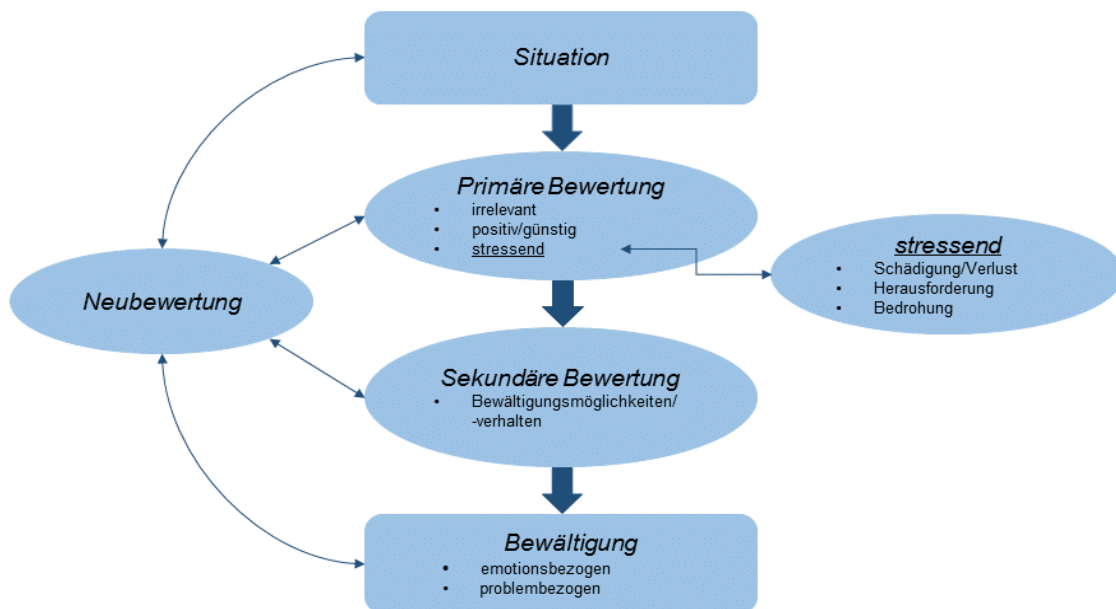 Situation
Primäre Bewertung
• irrelevant
• positiv/günstig
• stressend
stressend
• Schädigung/Verlust
• Herausforderung
• Bedrohung
Neubewertung
Sekundäre Bewertung
• Bewältigungsmöglichkeiten/
-verhalten
Bewältigung
• emotionsbezogen
• problembezogen